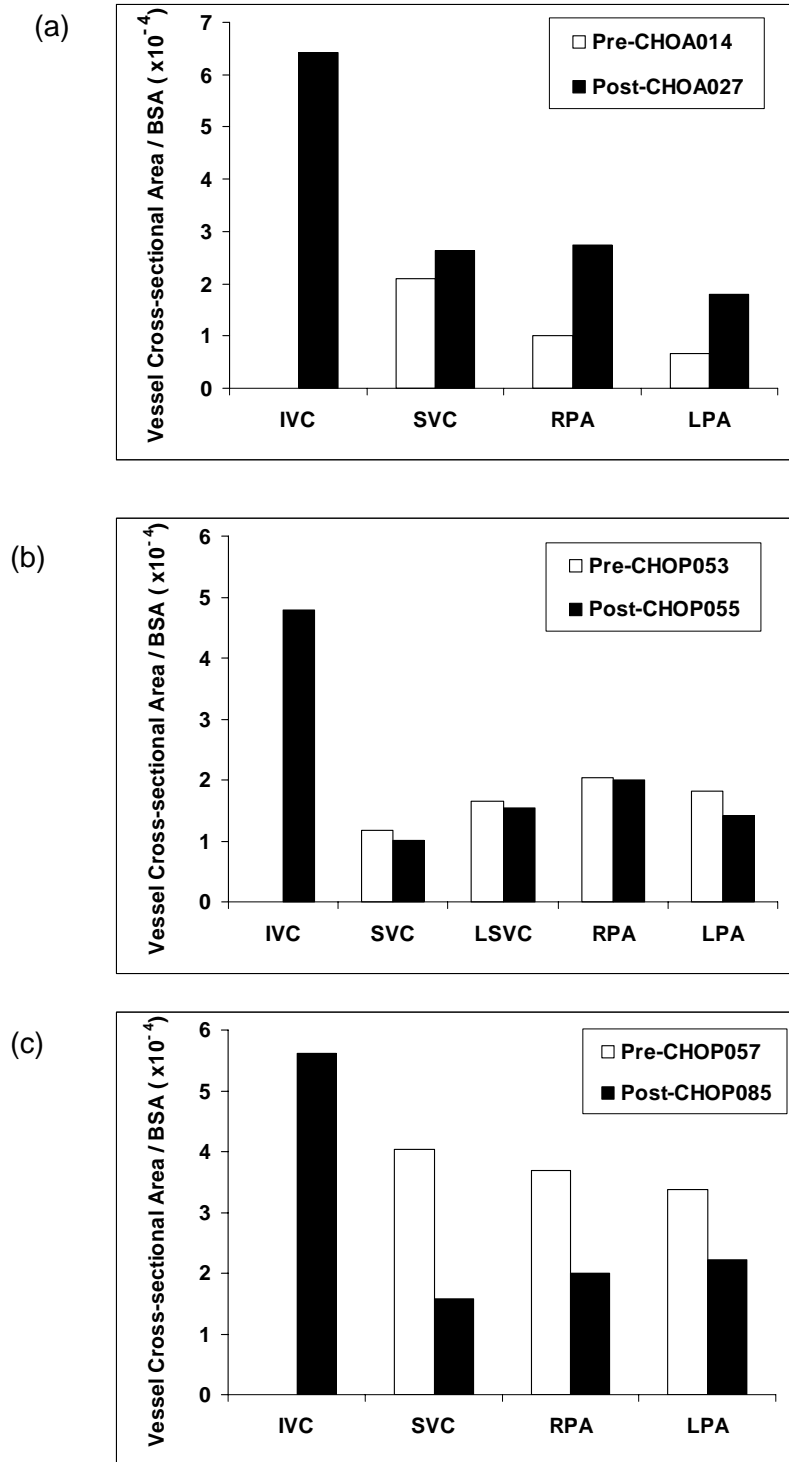 (a)
Vessel Cross-sectional Area / BSA ( x10⁻⁴)
7
6
5
4
3
2
1
0
Pre-CHOA014
Post-CHOA027
IVC SVC RPA LPA
(b)
Vessel Cross-sectional Area / BSA ( x10⁻⁴)
6
5
4
3
2
1
0
Pre-CHOP053
Post-CHOP055
IVC SVC LSVC RPA LPA
(c)
Vessel Cross-sectional Area / BSA ( x10⁻⁴)
6
5
4
3
2
1
0
Pre-CHOP057
Post-CHOP085
IVC SVC RPA LPA